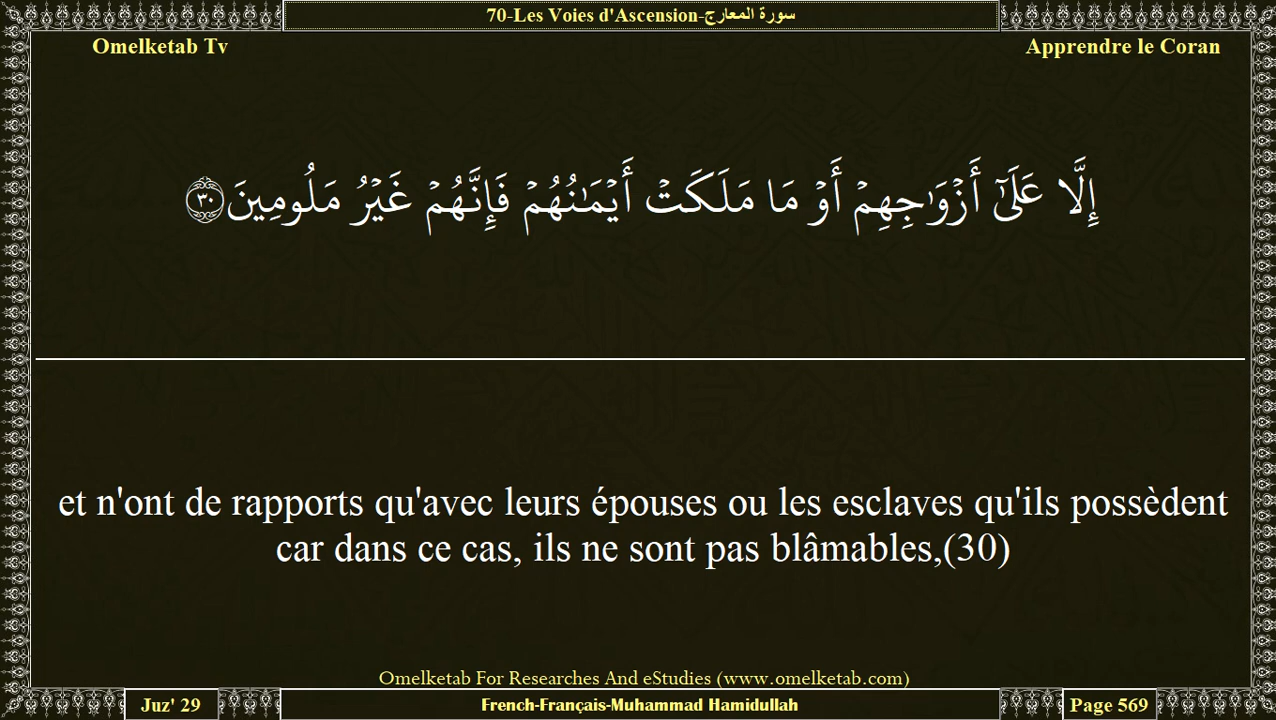 70-Les Voies d'Ascension-سورة المعارج
Omelketab Tv
Apprendre le Coran
إِلَّا عَلَىٰٓ أَزۡوَٰجِهِمۡ أَوۡ مَا مَلَكَتۡ أَيۡمَٰنُهُمۡ فَإِنَّهُمۡ غَيۡرُ مَلُومِينَ ٣٠
et n'ont de rapports qu'avec leurs épouses ou les esclaves qu'ils possèdent
car dans ce cas, ils ne sont pas blâmables,(30)
Omelketab For Researches And eStudies (www.omelketab.com)
Juz' 29
French-Français-Muhammad Hamidullah
Page 569